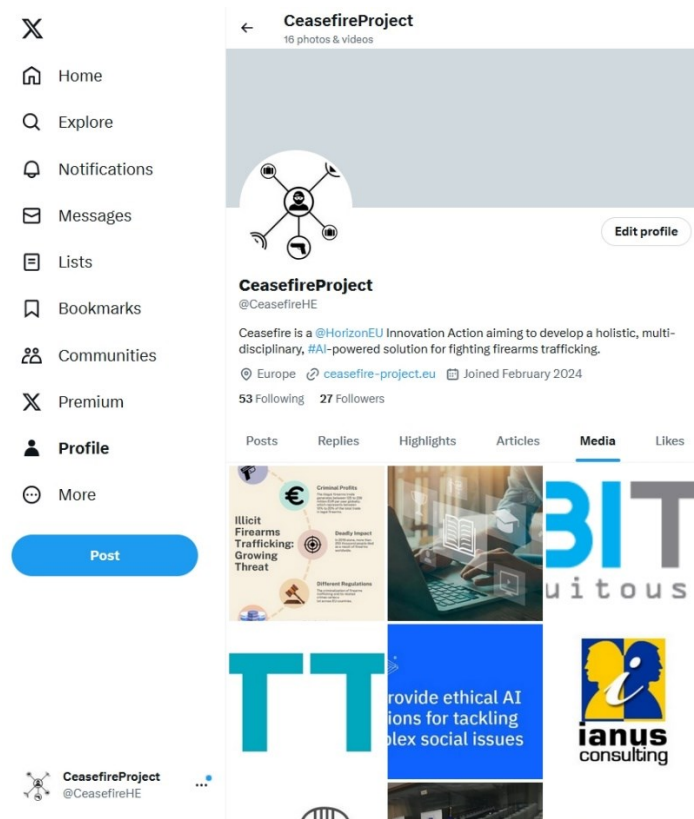 CeasefireProject
16 photos & videos
Home
Explore
Notifications
Messages
Lists
Bookmarks
Communities
Premium
Profile
More
Post
CeasefireProject
@CeasefireHE
Edit profile
CeasefireProject
@CeasefireHE
Ceasefire is a @HorizonEU Innovation Action aiming to develop a holistic, multi-
disciplinary, #AI-powered solution for fighting firearms trafficking.
Europe ceasefire-project.eu Joined February 2024
53 Following 27 Followers
Posts Replies Highlights Articles Media Likes
Illicit
Firearms
Trafficking:
Growing
Threat
Criminal Profits
Deadly Impact
Different Regulations
BIT
uitous
TT
rovide ethical AI
ions for tackling
plex social issues
i
ianus
consulting